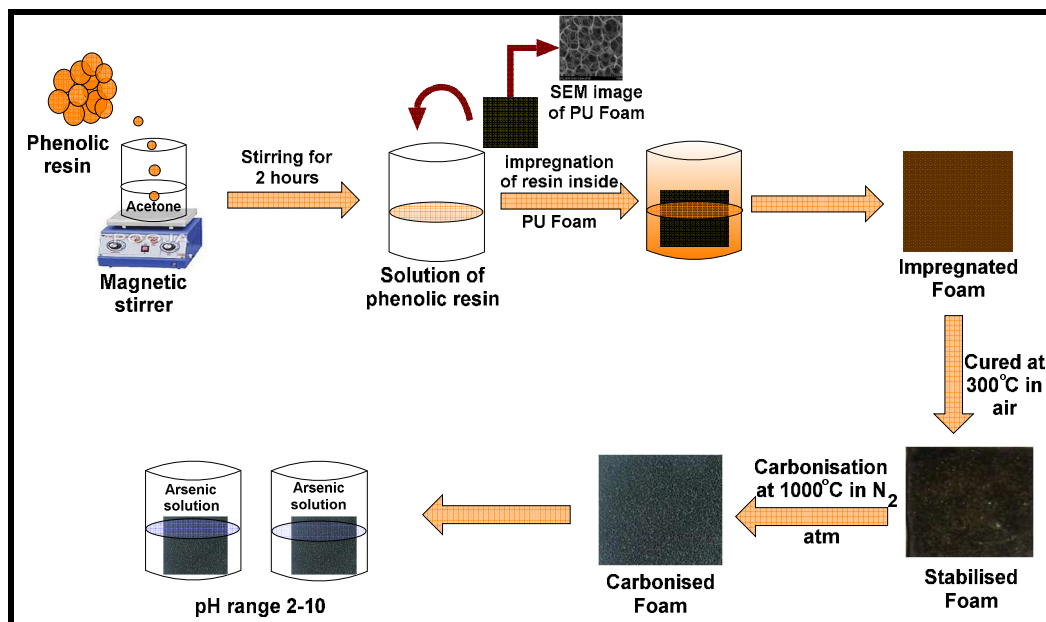 Phenolic
resin
Acetone
Magnetic
stirrer
Stirring for
2 hours
Solution of
phenolic resin
SEM image
of PU Foam
impregnation
of resin inside
PU Foam
Impregnated
Foam
Cured at
300°C in
air
Stabilised
Foam
Carbonisation
at 1000°C in N₂
atm
Carbonised
Foam
Arsenic
solution
Arsenic
solution
pH range 2-10